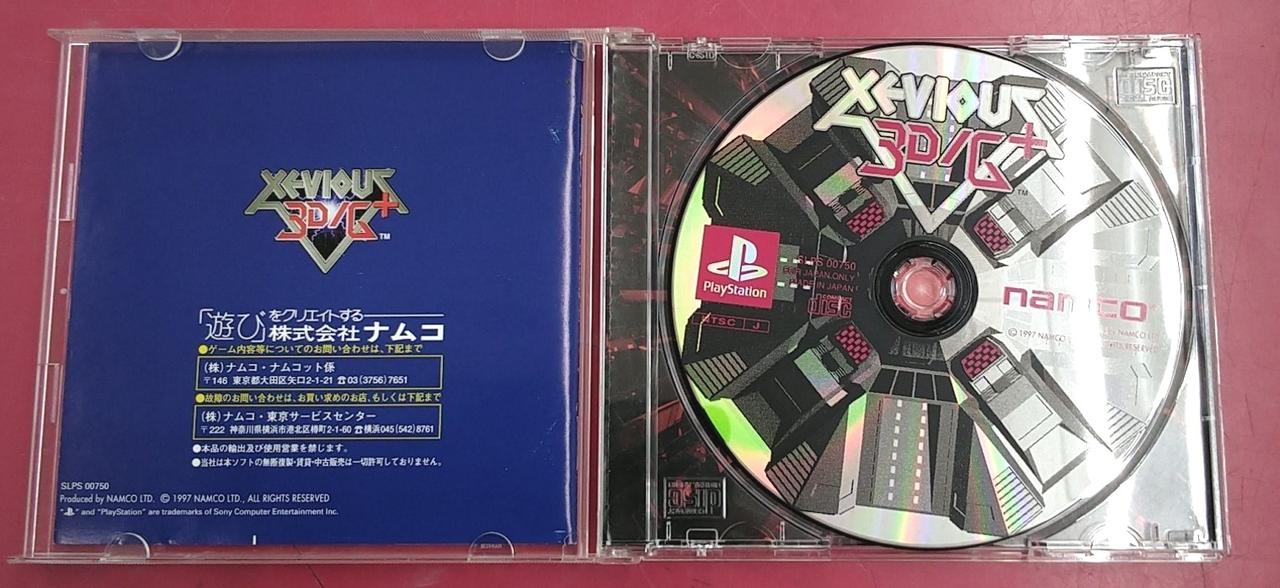 XEVIOUS
3D/G+
TM
「遊び」をクリエイトする
株式会社ナムコ
●ゲーム内容等についてのお問い合わせは、下記まで
(株)ナムコ・ナムコット係
〒146 東京都大田区矢口2-1-21 ☎03(3756)7651
●故障のお問い合わせは、お買い求めのお店、もしくは下記まで
(株)ナムコ・東京サービスセンター
〒222 神奈川県横浜市港北区樽町2-1-60 ☎横浜045(542)8761
●本品の輸出及び使用営業を禁じます。
●当社は本ソフトの無断複製・賃貸・中古販売は一切許可しておりません。
SLPS 00750
Produced by NAMCO LTD. © 1997 NAMCO LTD., ALL RIGHTS RESERVED
" " and "PlayStation" are trademarks of Sony Computer Entertainment Inc.
XEVIOUS
3D/G+
TM
PlayStation
SLPS 00750
FOR JAPAN ONLY
MADE IN JAPAN
COMPACT
disc
NTSC J
namco
© 1997 NAMCO LTD.
COMPACT
disc